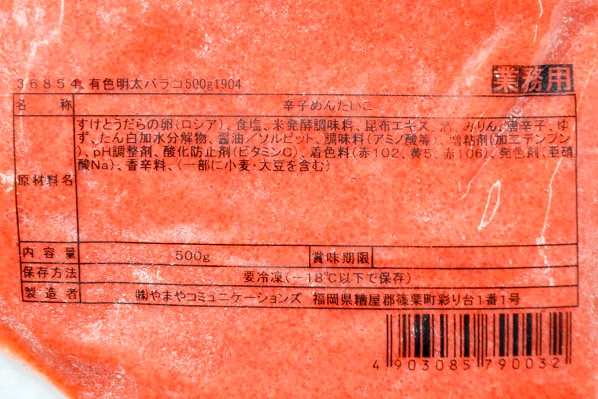 36854 有色明太バラコ500g1904
業務用
名 称 辛子めんたいこ
原材料名 すけとうだらの卵(ロシア)、食塩、米発酵調味料、昆布エキス、酒、みりん、唐辛子、ゆ
ず、たん白加水分解物、醤油/ソルビット、調味料(アミノ酸等)、増粘剤(加工デンプン
)、pH調整剤、酸化防止剤(ビタミンC)、着色料(赤102、黄5、赤106)、発色剤(亜硝
酸Na)、香辛料、(一部に小麦・大豆を含む)
内容量 500g 賞味期限
保存方法 要冷凍(-18℃以下で保存)
製造者 ㈱やまやコミュニケーションズ 福岡県糟屋郡篠栗町彩り台1番1号
4 903085 790032